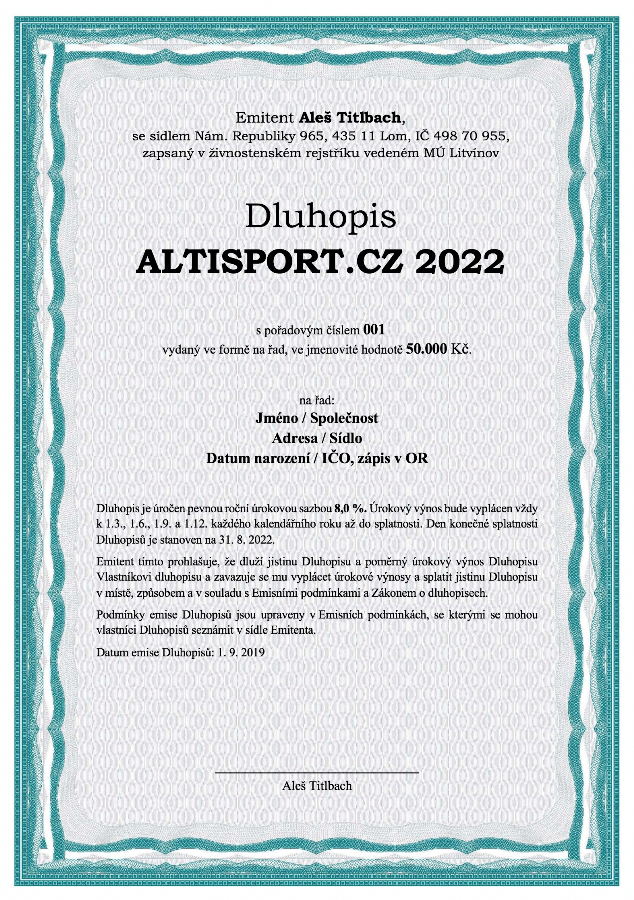 Emitent Aleš Titlbach,
se sídlem Nám. Republiky 965, 435 11 Lom, IČ 498 70 955,
zapsaný v živnostenském rejstříku vedeném MÚ Litvínov
Dluhopis
ALTISPORT.CZ 2022
s pořadovým číslem 001
vydaný ve formě na řad, ve jmenovité hodnotě 50.000 Kč.
na řad:
Jméno / Společnost
Adresa / Sídlo
Datum narození / IČO, zápis v OR
Dluhopis je úročen pevnou roční úrokovou sazbou 8,0 %. Úrokový výnos bude vyplácen vždy
k 1.3., 1.6., 1.9. a 1.12. každého kalendářního roku až do splatnosti. Den konečné splatnosti
Dluhopisů je stanoven na 31. 8. 2022.
Emitent tímto prohlašuje, že dluží jistinu Dluhopisu a poměrný úrokový výnos Dluhopisu
Vlastníkovi dluhopisu a zavazuje se mu vyplácet úrokové výnosy a splatit jistinu Dluhopisu
v místě, způsobem a v souladu s Emisními podmínkami a Zákonem o dluhopisech.
Podmínky emise Dluhopisů jsou upraveny v Emisních podmínkách, se kterými se mohou
vlastníci Dluhopisů seznámit v sídle Emitenta.
Datum emise Dluhopisů: 1. 9. 2019
Aleš Titlbach